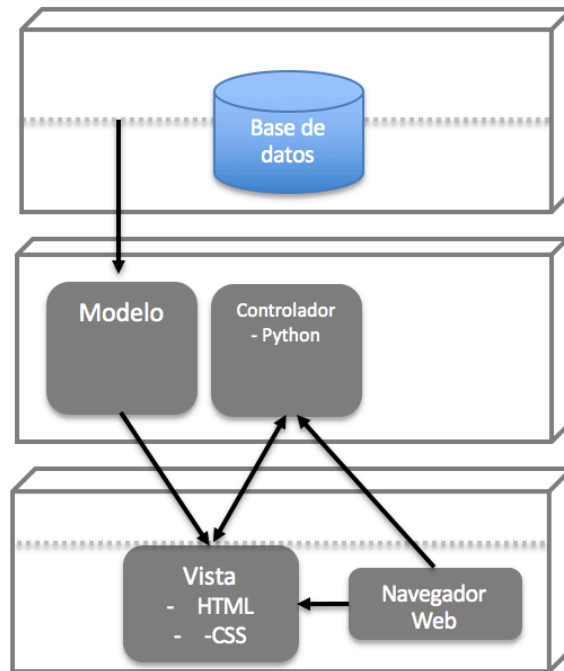 Base de
datos
Modelo
Controlador
- Python
Vista
- HTML
- -CSS
Navegador
Web